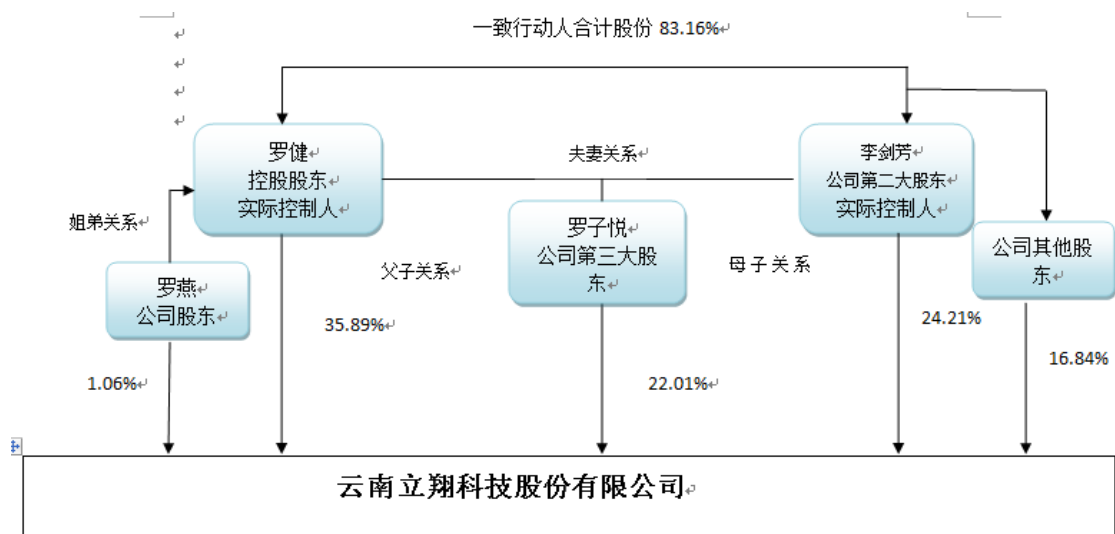 一致行动人合计股份 83.16%
罗健
控股股东
实际控制人
夫妻关系
李剑芳
公司第二大股东
实际控制人
姐弟关系
罗子悦
公司第三大股
东
公司其他股
东
父子关系
母子关系
罗燕
公司股东
35.89%
24.21%
16.84%
1.06%
22.01%
云南立翔科技股份有限公司